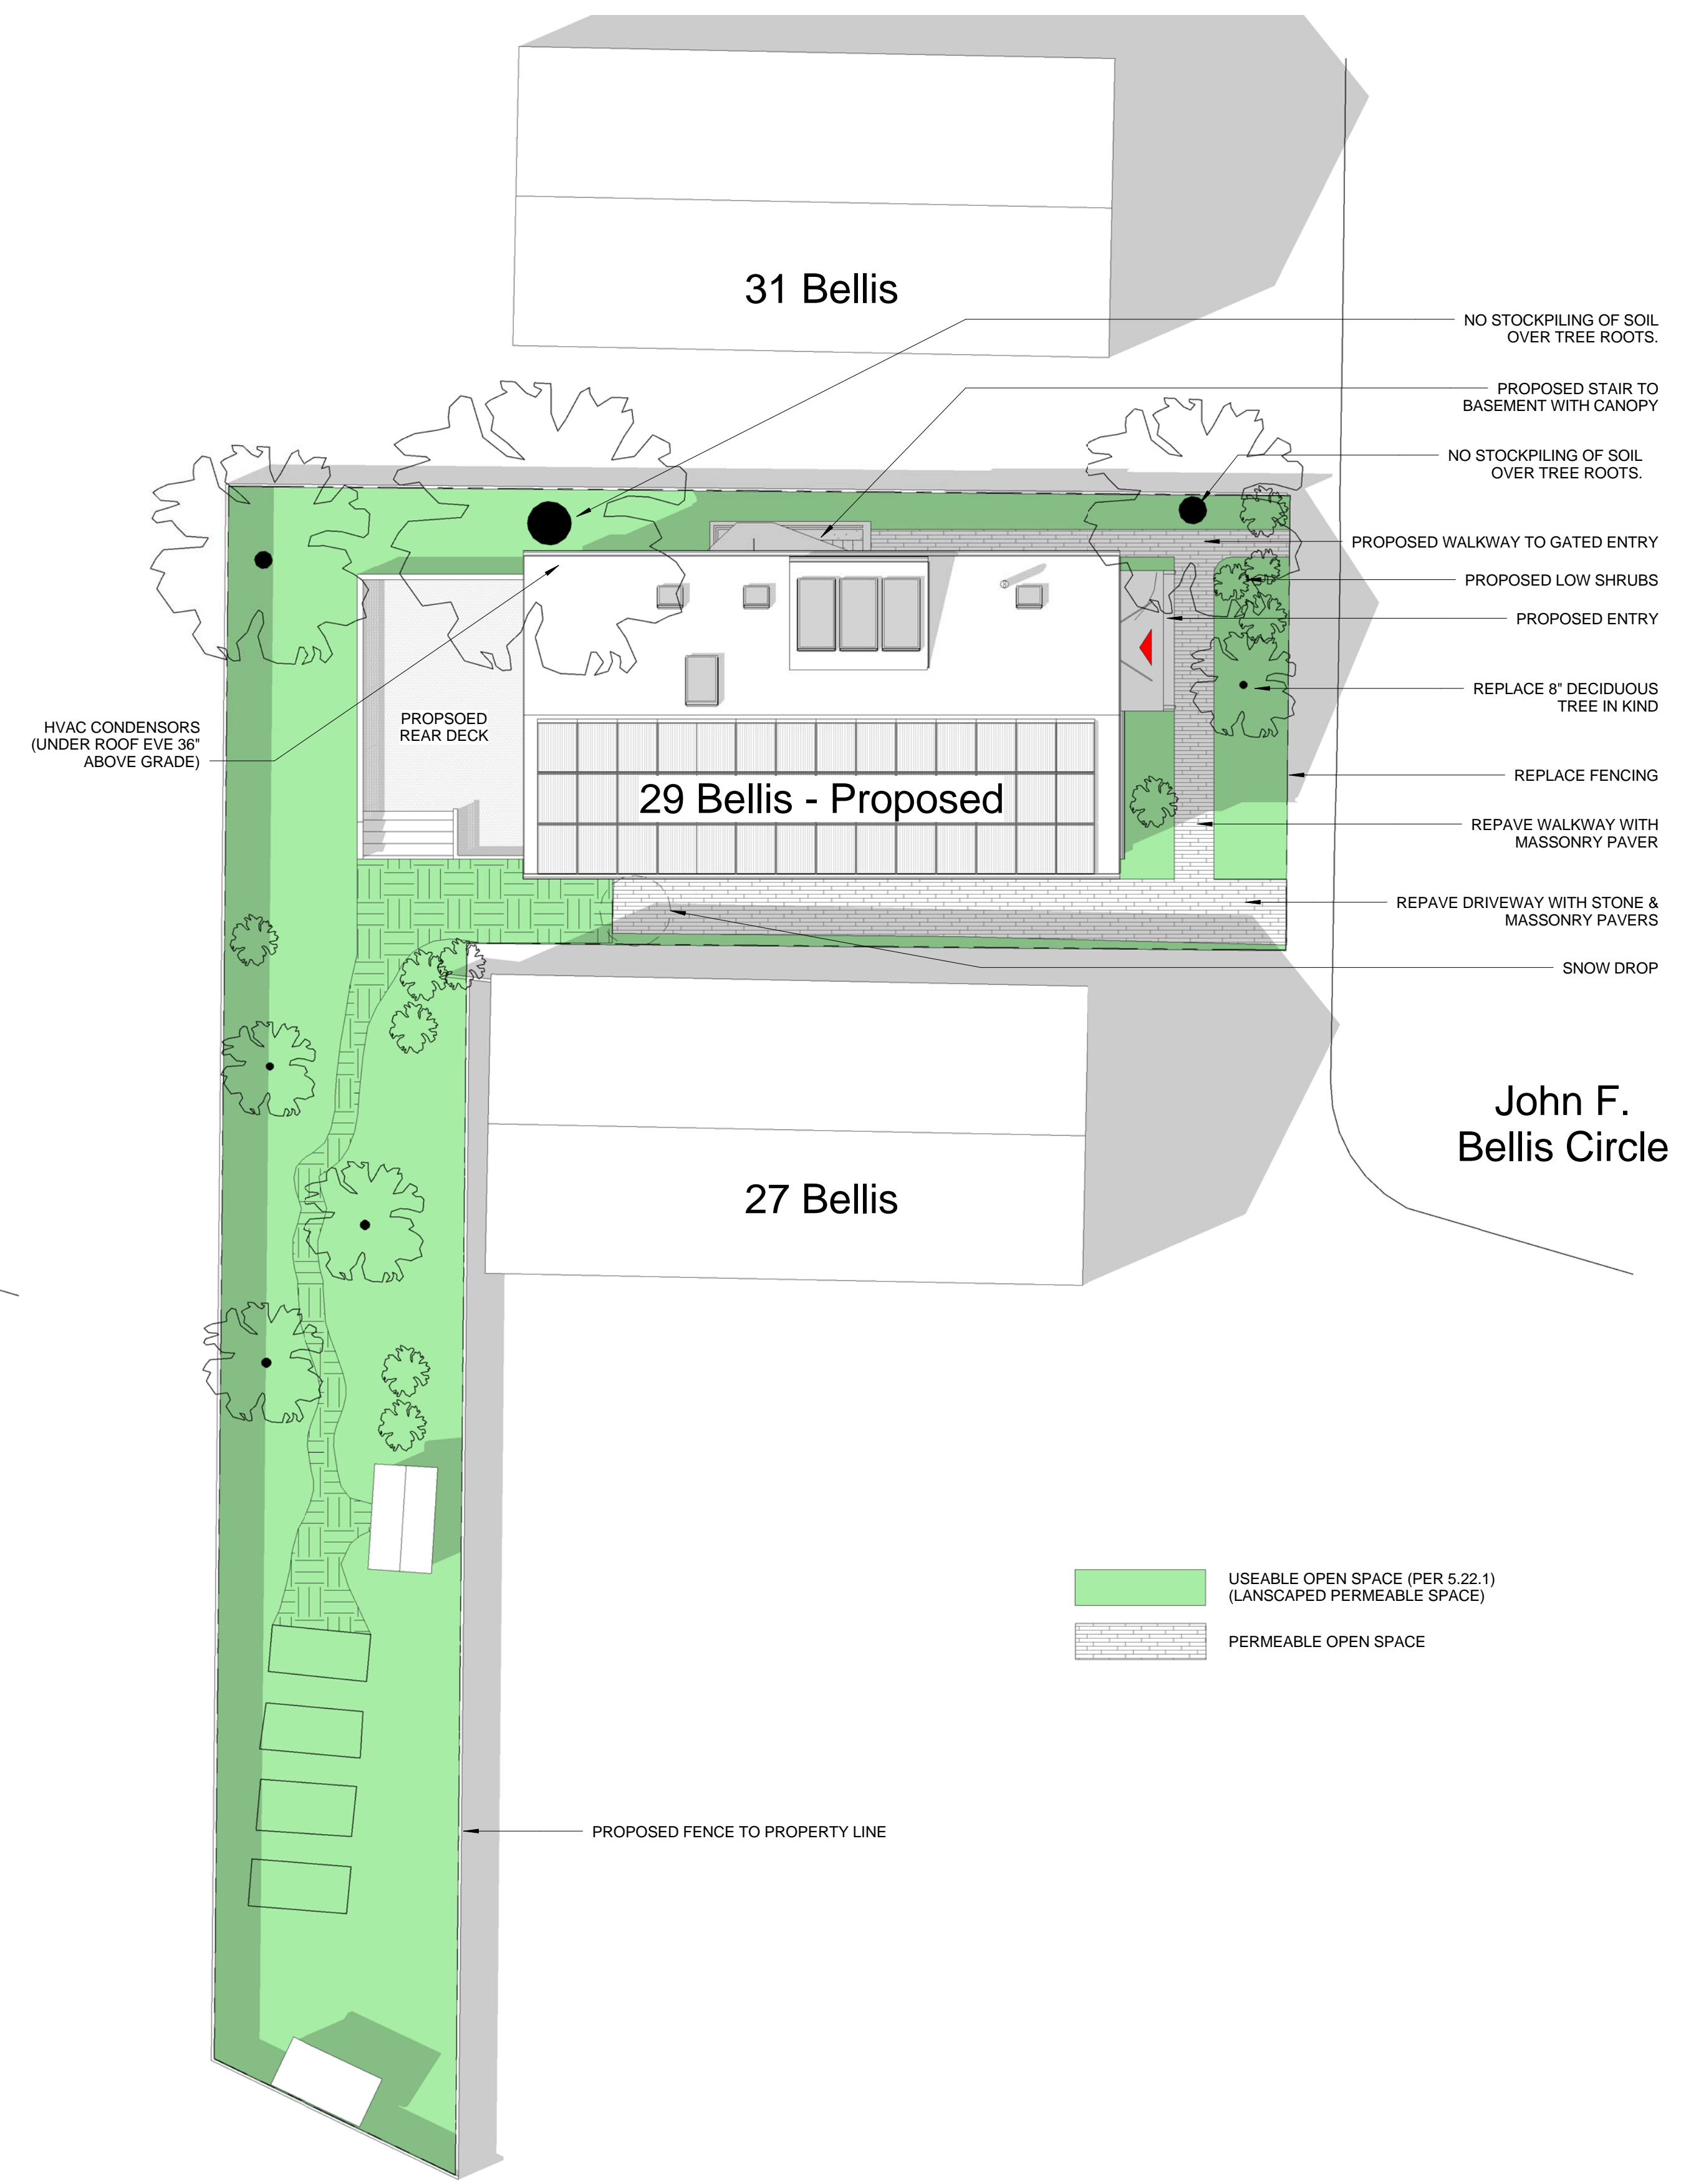 31 Bellis
NO STOCKPILING OF SOIL
OVER TREE ROOTS.
PROPOSED STAIR TO
BASEMENT WITH CANOPY
NO STOCKPILING OF SOIL
OVER TREE ROOTS.
PROPOSED WALKWAY TO GATED ENTRY
PROPOSED LOW SHRUBS
PROPOSED ENTRY
REPLACE 8" DECIDUOUS
TREE IN KIND
HVAC CONDENSORS
(UNDER ROOF EVE 36"
ABOVE GRADE)
PROPSOED
REAR DECK
29 Bellis - Proposed
REPLACE FENCING
REPAVE WALKWAY WITH
MASSONRY PAVER
REPAVE DRIVEWAY WITH STONE &
MASSONRY PAVERS
SNOW DROP
John F.
Bellis Circle
27 Bellis
USEABLE OPEN SPACE (PER 5.22.1)
(LANSCAPED PERMEABLE SPACE)
PERMEABLE OPEN SPACE
PROPOSED FENCE TO PROPERTY LINE